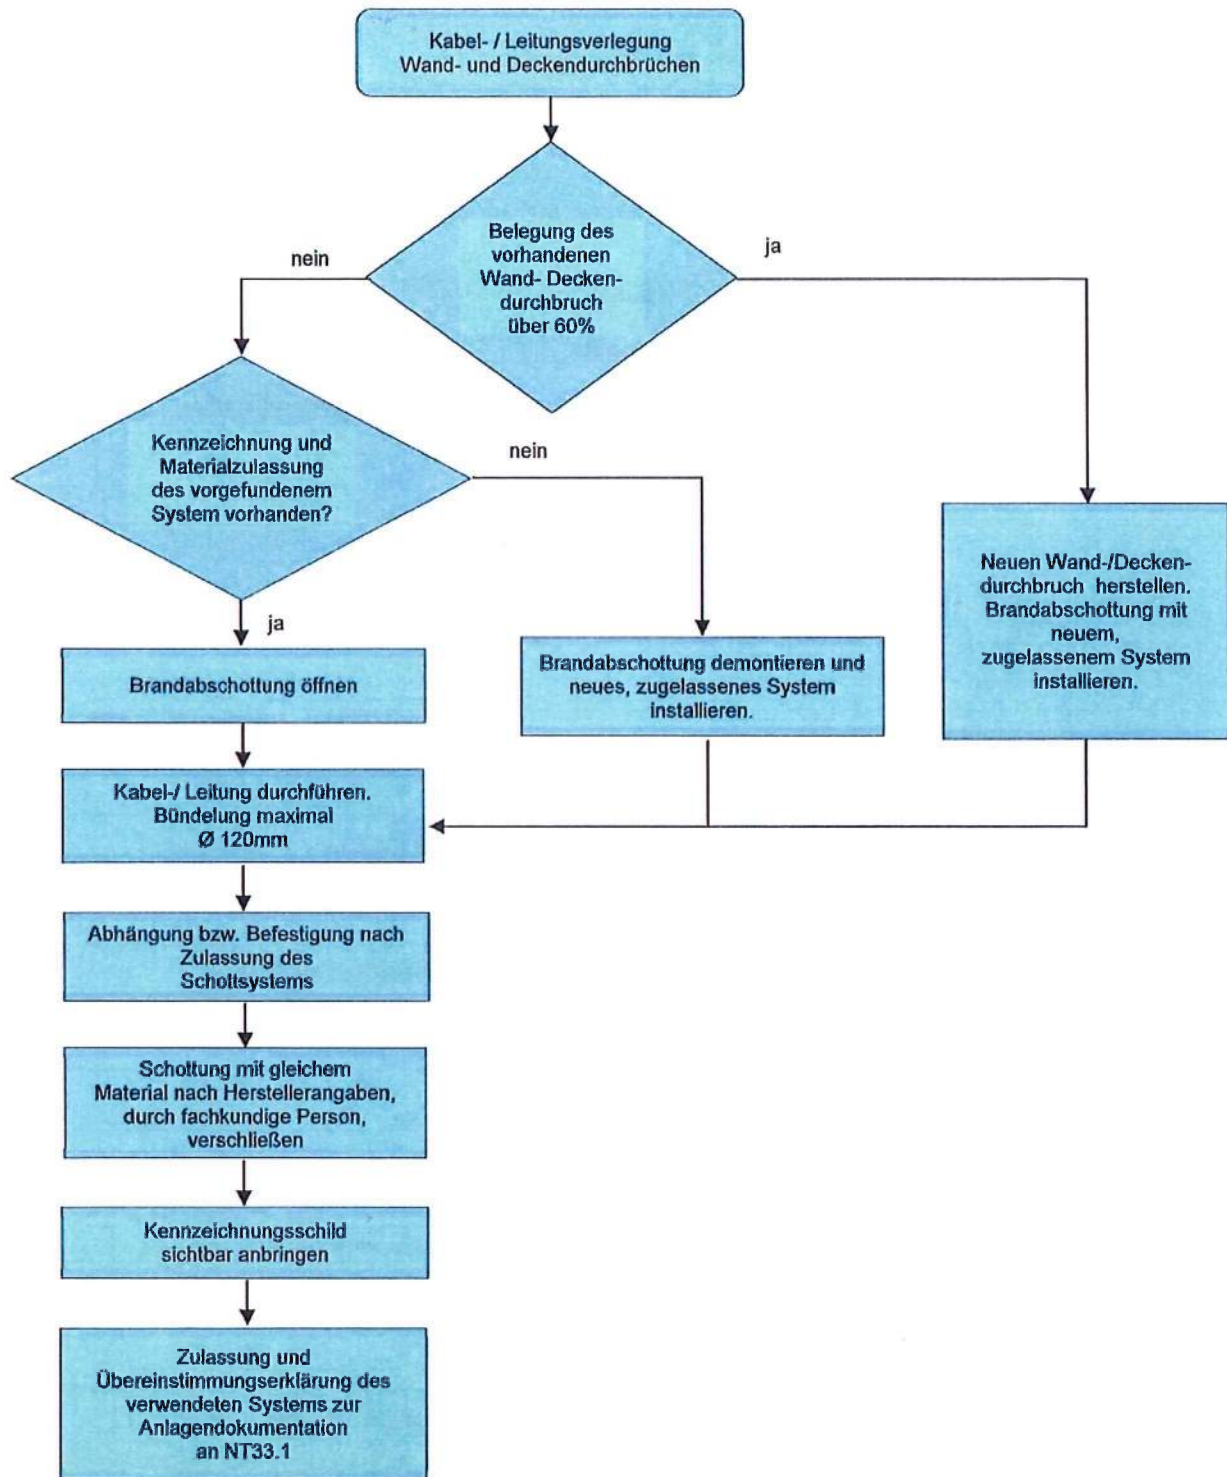 Kabel- / Leitungsverlegung
Wand- und Deckendurchbrüchen
Belegung des
vorhandenen
Wand- Decken-
durchbruch
über 60%
nein
ja
Kennzeichnung und
Materialzulassung
des vorgefundenem
System vorhanden?
nein
ja
Neuen Wand-/Decken-
durchbruch herstellen.
Brandabschottung mit
neuem,
zugelassenem System
installieren.
Brandabschottung demontieren und
neues, zugelassenes System
installieren.
Brandabschottung öffnen
Kabel-/ Leitung durchführen.
Bündelung maximal
Ø 120mm
Abhängung bzw. Befestigung nach
Zulassung des
Schottsystems
Schottung mit gleichem
Material nach Herstellerangaben,
durch fachkundige Person,
verschließen
Kennzeichnungsschild
sichtbar anbringen
Zulassung und
Übereinstimmungserklärung des
verwendeten Systems zur
Anlagendokumentation
an NT33.1